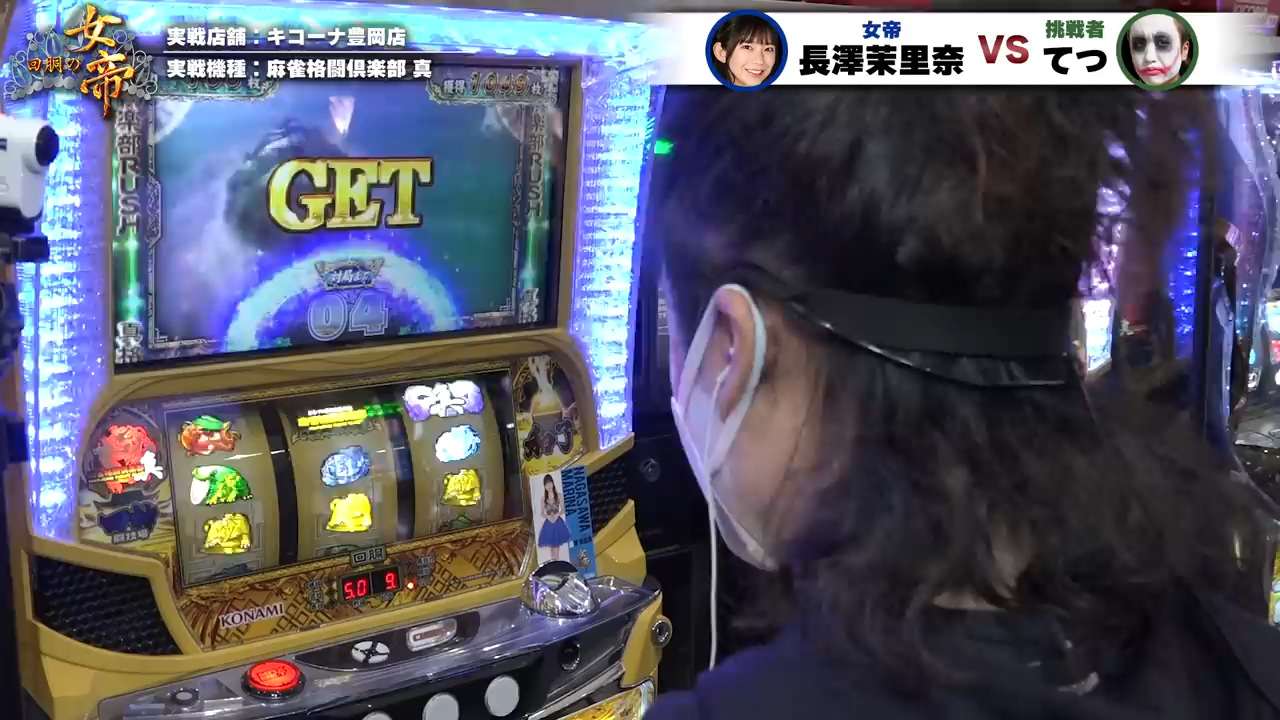 回胴の
女帝
実戦店舗：キコーナ豊岡店
実戦機種：麻雀格闘倶楽部 真
女帝
長澤茉里奈
VS
挑戦者
てつ
獲得 1049 枚
楽部RUSH
楽部RUSH
GET
04
NAGASAWA
MARINA
回胴
50 9
KONAMI